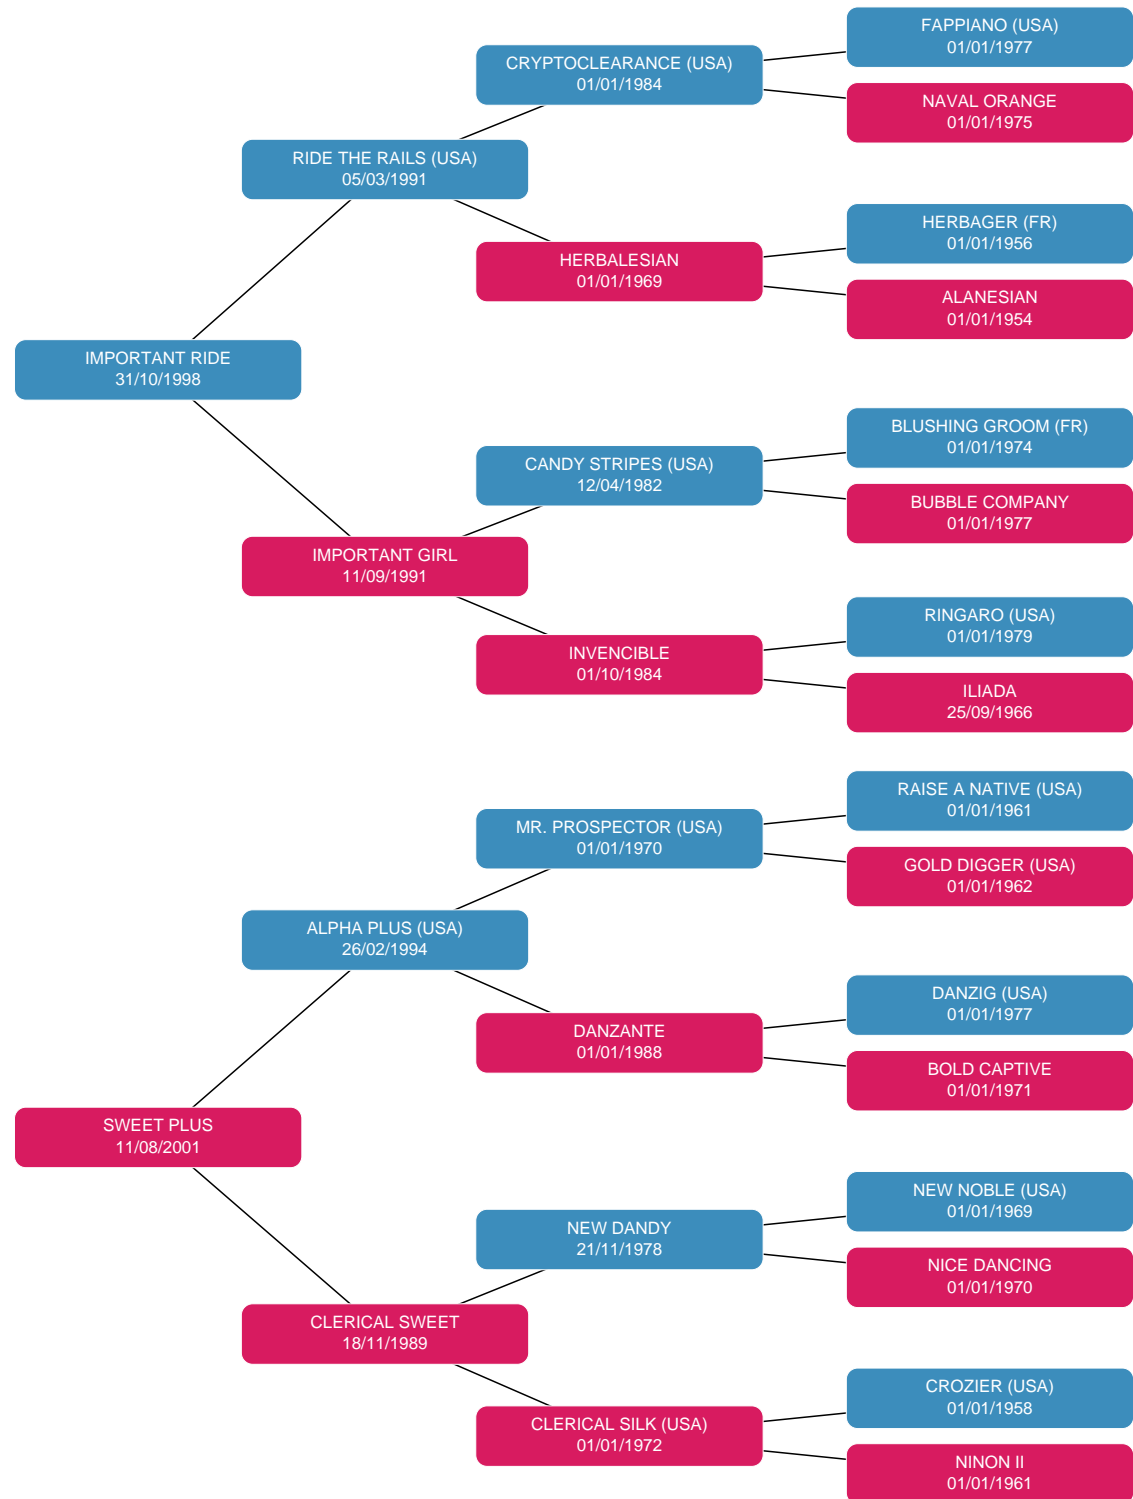 FAPPIANO (USA)
01/01/1977
CRYPTOCLEARANCE (USA)
01/01/1984
NAVAL ORANGE
01/01/1975
RIDE THE RAILS (USA)
05/03/1991
HERBAGER (FR)
01/01/1956
HERBALESIAN
01/01/1969
ALANESIAN
01/01/1954
IMPORTANT RIDE
31/10/1998
BLUSHING GROOM (FR)
01/01/1974
CANDY STRIPES (USA)
12/04/1982
BUBBLE COMPANY
01/01/1977
IMPORTANT GIRL
11/09/1991
RINGARO (USA)
01/01/1979
INVENCIBLE
01/10/1984
ILIADA
25/09/1966
RAISE A NATIVE (USA)
01/01/1961
MR. PROSPECTOR (USA)
01/01/1970
GOLD DIGGER (USA)
01/01/1962
ALPHA PLUS (USA)
26/02/1994
DANZIG (USA)
01/01/1977
DANZANTE
01/01/1988
BOLD CAPTIVE
01/01/1971
SWEET PLUS
11/08/2001
NEW NOBLE (USA)
01/01/1969
NEW DANDY
21/11/1978
NICE DANCING
01/01/1970
CLERICAL SWEET
18/11/1989
CROZIER (USA)
01/01/1958
CLERICAL SILK (USA)
01/01/1972
NINON II
01/01/1961